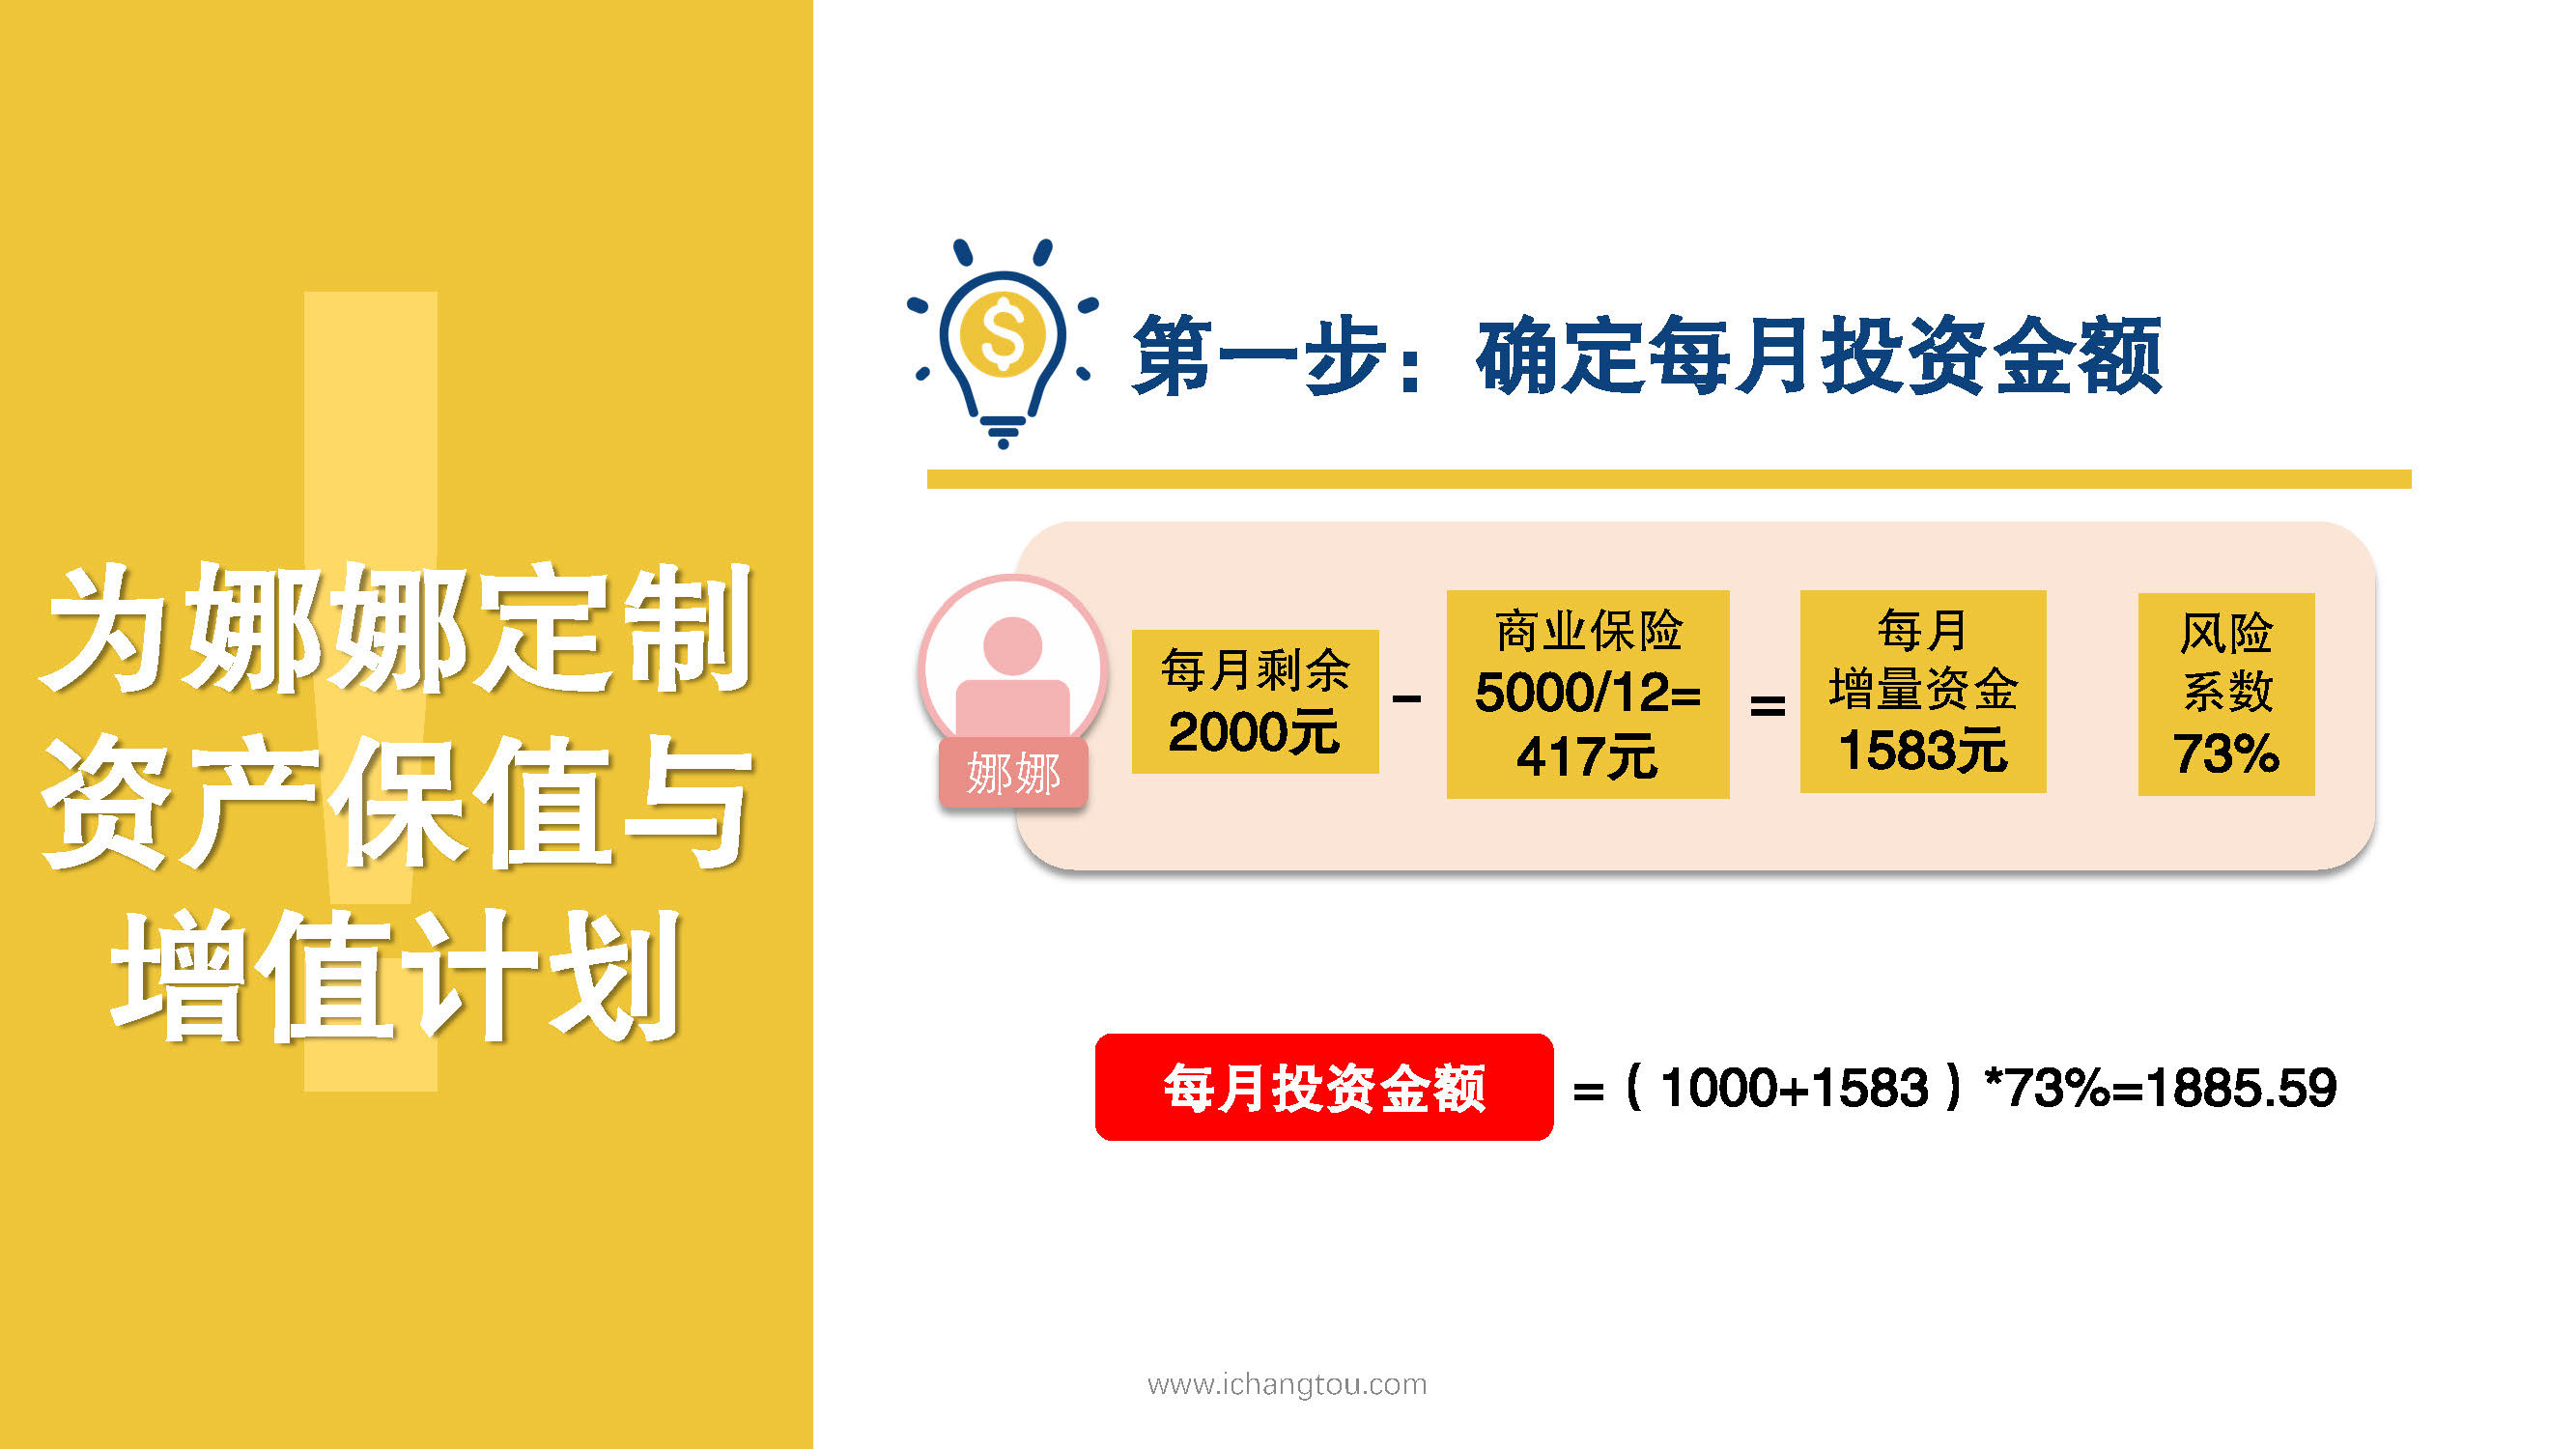 为娜娜定制
资产保值与
增值计划
第一步：确定每月投资金额
娜娜
每月剩余
2000元
-
商业保险
5000/12=
417元
=
每月
增量资金
1583元
风险
系数
73%
每月投资金额
=（1000+1583）*73%=1885.59
www.ichangtou.com